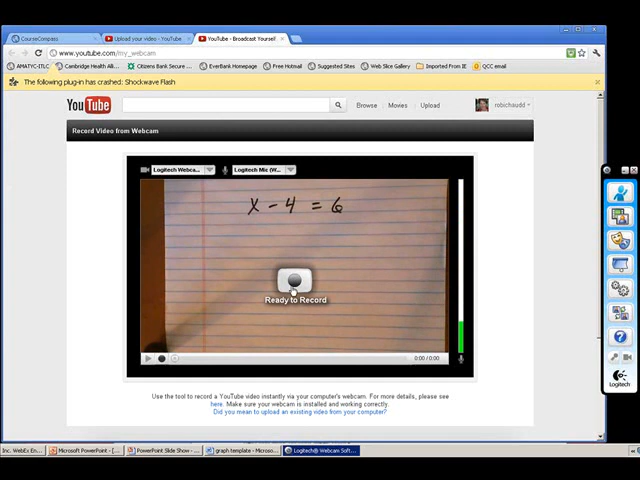 CourseCompass
Upload your video - YouTube
YouTube - Broadcast Yourself
www.youtube.com/my_webcam
AMATYC-ITLC
Cambridge Health Alli...
Citizens Bank Secure ...
EverBank Homepage
Free Hotmail
Suggested Sites
Web Slice Gallery
Imported From IE
QCC email
The following plug-in has crashed: Shockwave Flash
YouTube
Browse
Movies
Upload
robichaudd
Record Video from Webcam
Logitech Webca...
Logitech Mic (W...
x - 4 = 6
Ready to Record
0:00 / 0:00
Use the tool to record a YouTube video instantly via your computer's webcam. For more details, please see
here. Make sure your webcam is installed and working correctly.
Did you mean to upload an existing video from your computer?
Logitech
Inc. WebEx En...
Microsoft PowerPoint - [...
PowerPoint Slide Show - ...
graph template - Microso...
Logitech® Webcam Soft...